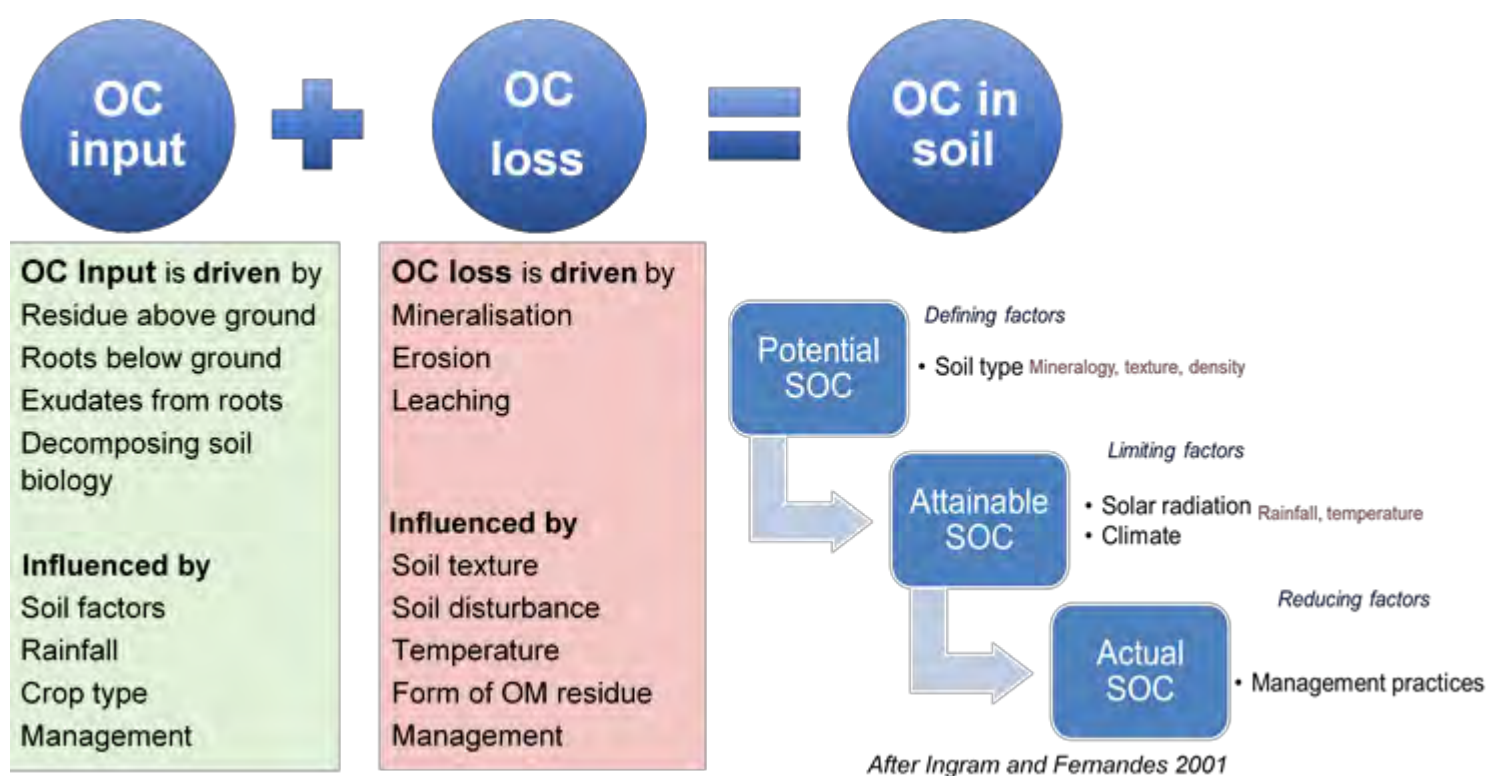 OC
input
OC
loss
OC in
soil
OC Input is driven by
Residue above ground
Roots below ground
Exudates from roots
Decomposing soil
biology
Influenced by
Soil factors
Rainfall
Crop type
Management
OC loss is driven by
Mineralisation
Erosion
Leaching
Influenced by
Soil texture
Soil disturbance
Temperature
Form of OM residue
Management
Potential
SOC
Defining factors
• Soil type Mineralogy, texture, density
Attainable
SOC
Limiting factors
• Solar radiation Rainfall, temperature
• Climate
Actual
SOC
Reducing factors
• Management practices
After Ingram and Fernandes 2001